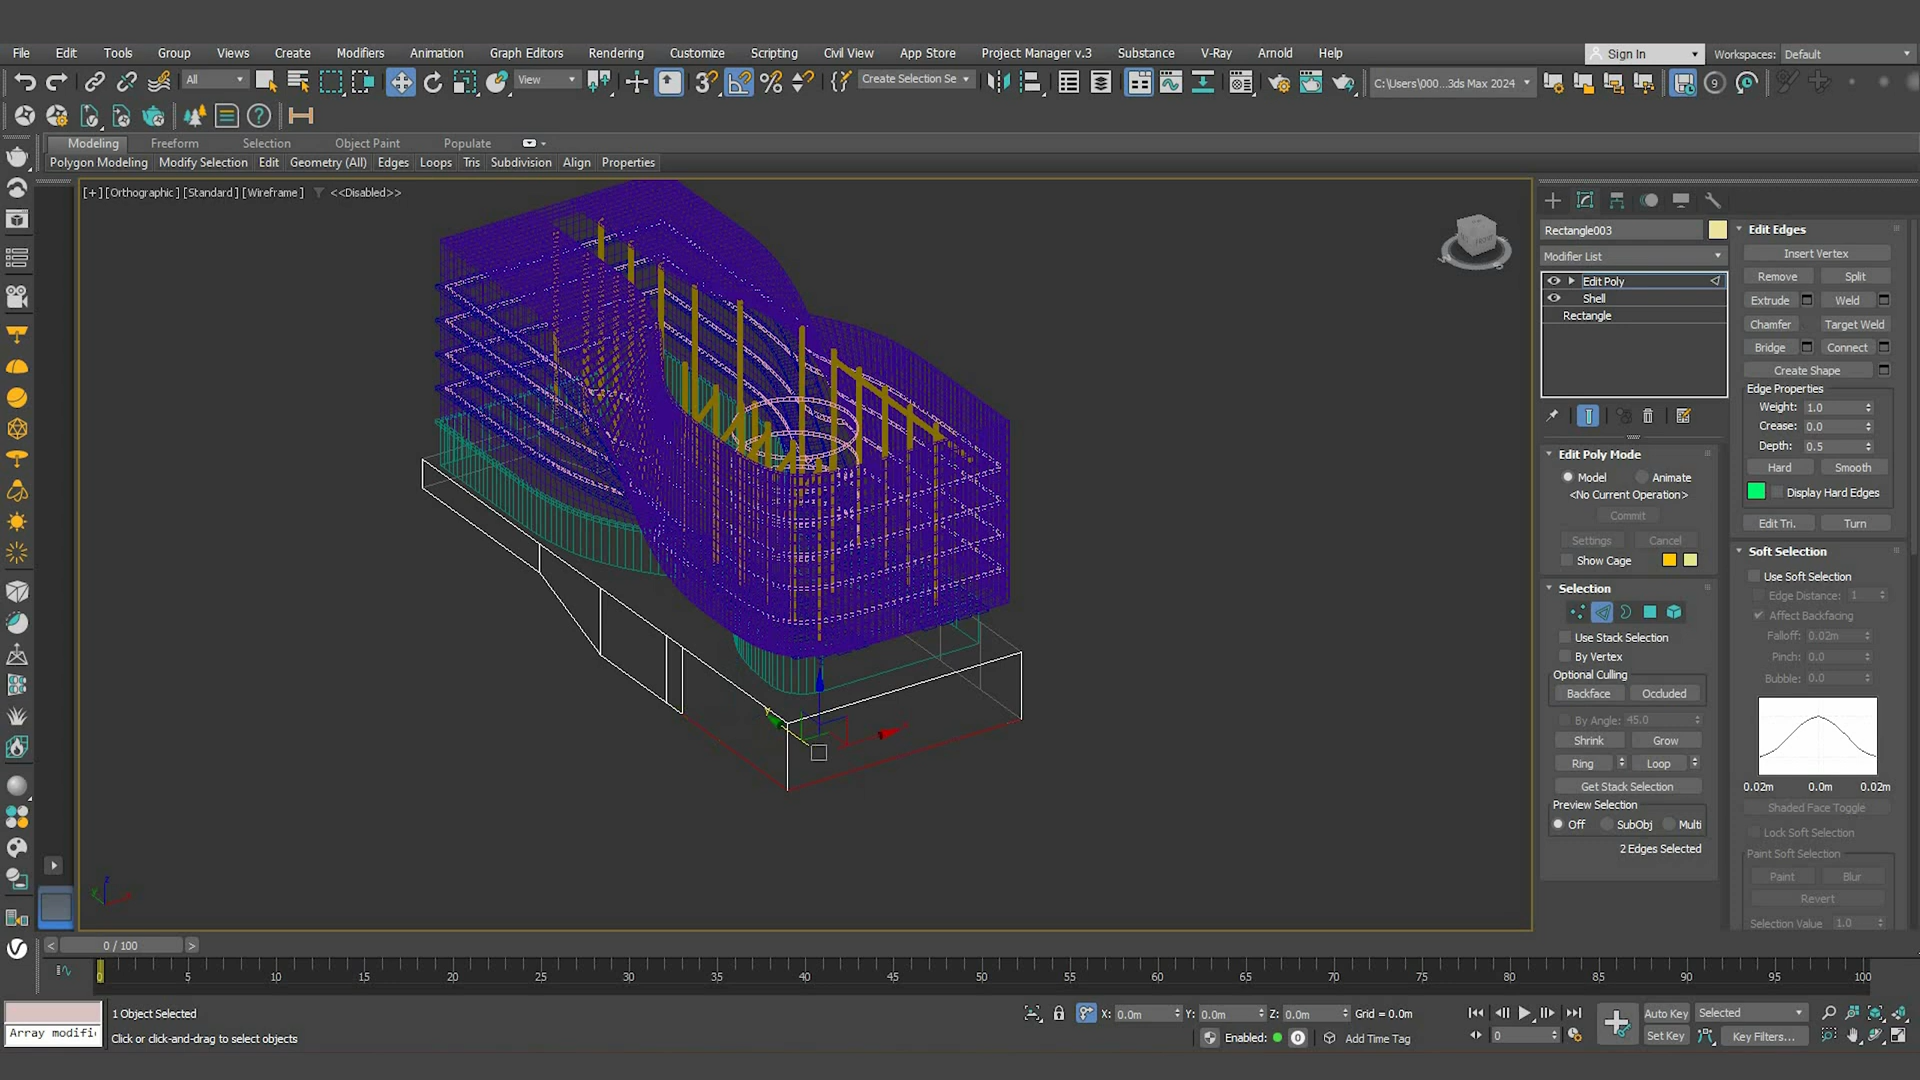 File Edit Tools Group Views Create Modifiers Animation Graph Editors Rendering Customize Scripting Civil View App Store Project Manager v.3 Substance V-Ray Arnold Help Sign In Workspaces: Default
All View Create Selection Se C:\Users\000...3ds Max 2024
Modeling Freeform Selection Object Paint Populate
Polygon Modeling Modify Selection Edit Geometry (All) Edges Loops Tris Subdivision Align Properties
[+] [Orthographic] [Standard] [Wireframe] <<Disabled>>
Rectangle003
Modifier List
Edit Poly
Shell
Rectangle
Edit Poly Mode
Model Animate
<No Current Operation>
Commit
Settings Cancel
Show Cage
Selection
Use Stack Selection
By Vertex
Optional Culling
Backface Occluded
By Angle: 45.0
Shrink Grow
Ring Loop
Get Stack Selection
Preview Selection
Off SubObj Multi
2 Edges Selected
Edit Edges
Insert Vertex
Remove Split
Extrude Weld
Chamfer Target Weld
Bridge Connect
Create Shape
Edge Properties
Weight: 1.0
Crease: 0.0
Depth: 0.5
Hard Smooth
Display Hard Edges
Edit Tri. Turn
Soft Selection
Use Soft Selection
Edge Distance: 1
Affect Backfacing
Falloff: 0.02m
Pinch: 0.0
Bubble: 0.0
0.02m 0.0m 0.02m
Shaded Face Toggle
Lock Soft Selection
Paint Soft Selection
Paint Blur
Revert
Selection Value 1.0
< 0 / 100 >
0 5 10 15 20 25 30 35 40 45 50 55 60 65 70 75 80 85 90 95 100
1 Object Selected X: 0.0m Y: 0.0m Z: 0.0m Grid = 0.0m Auto Key Selected
Array modifi Click or click-and-drag to select objects Enabled: 0 Add Time Tag 0 Set Key Key Filters...